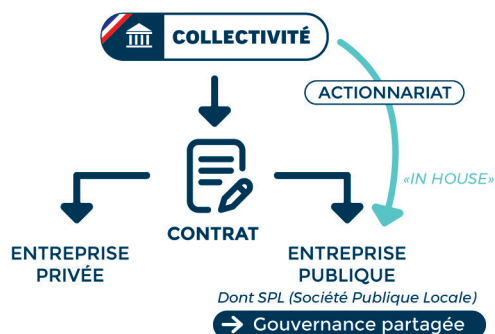 COLLECTIVITÉ
ACTIONNARIAT
«IN HOUSE»
CONTRAT
ENTREPRISE
PRIVÉE
ENTREPRISE
PUBLIQUE
Dont SPL (Société Publique Locale)
→ Gouvernance partagée